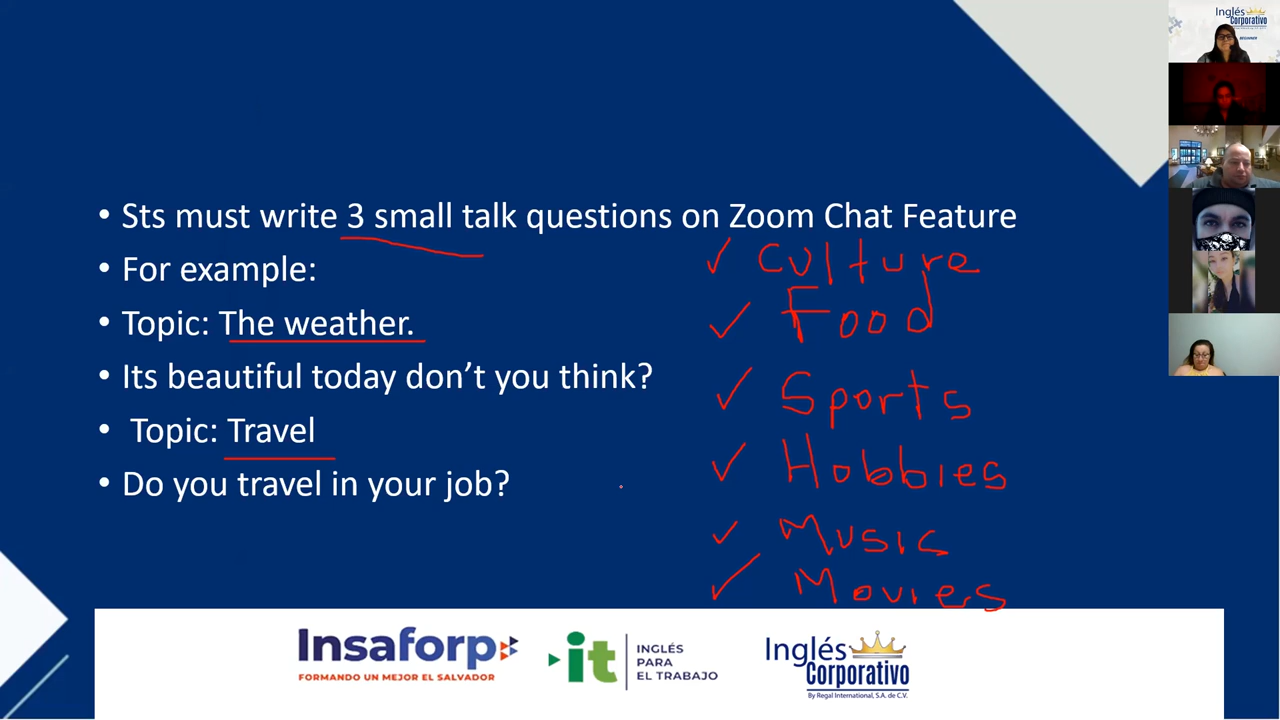 Inglés
Corporativo
BEGINNER
• Sts must write 3 small talk questions on Zoom Chat Feature
• For example:
• Topic: The weather.
• Its beautiful today don’t you think?
• Topic: Travel
• Do you travel in your job?
✓ Culture
✓ Food
✓ Sports
✓ Hobbies
✓ Music
✓ Movies
Insaforp
FORMANDO UN MEJOR EL SALVADOR
it
INGLÉS
PARA
EL TRABAJO
Inglés
Corporativo
By Regal International, S.A. de C.V.